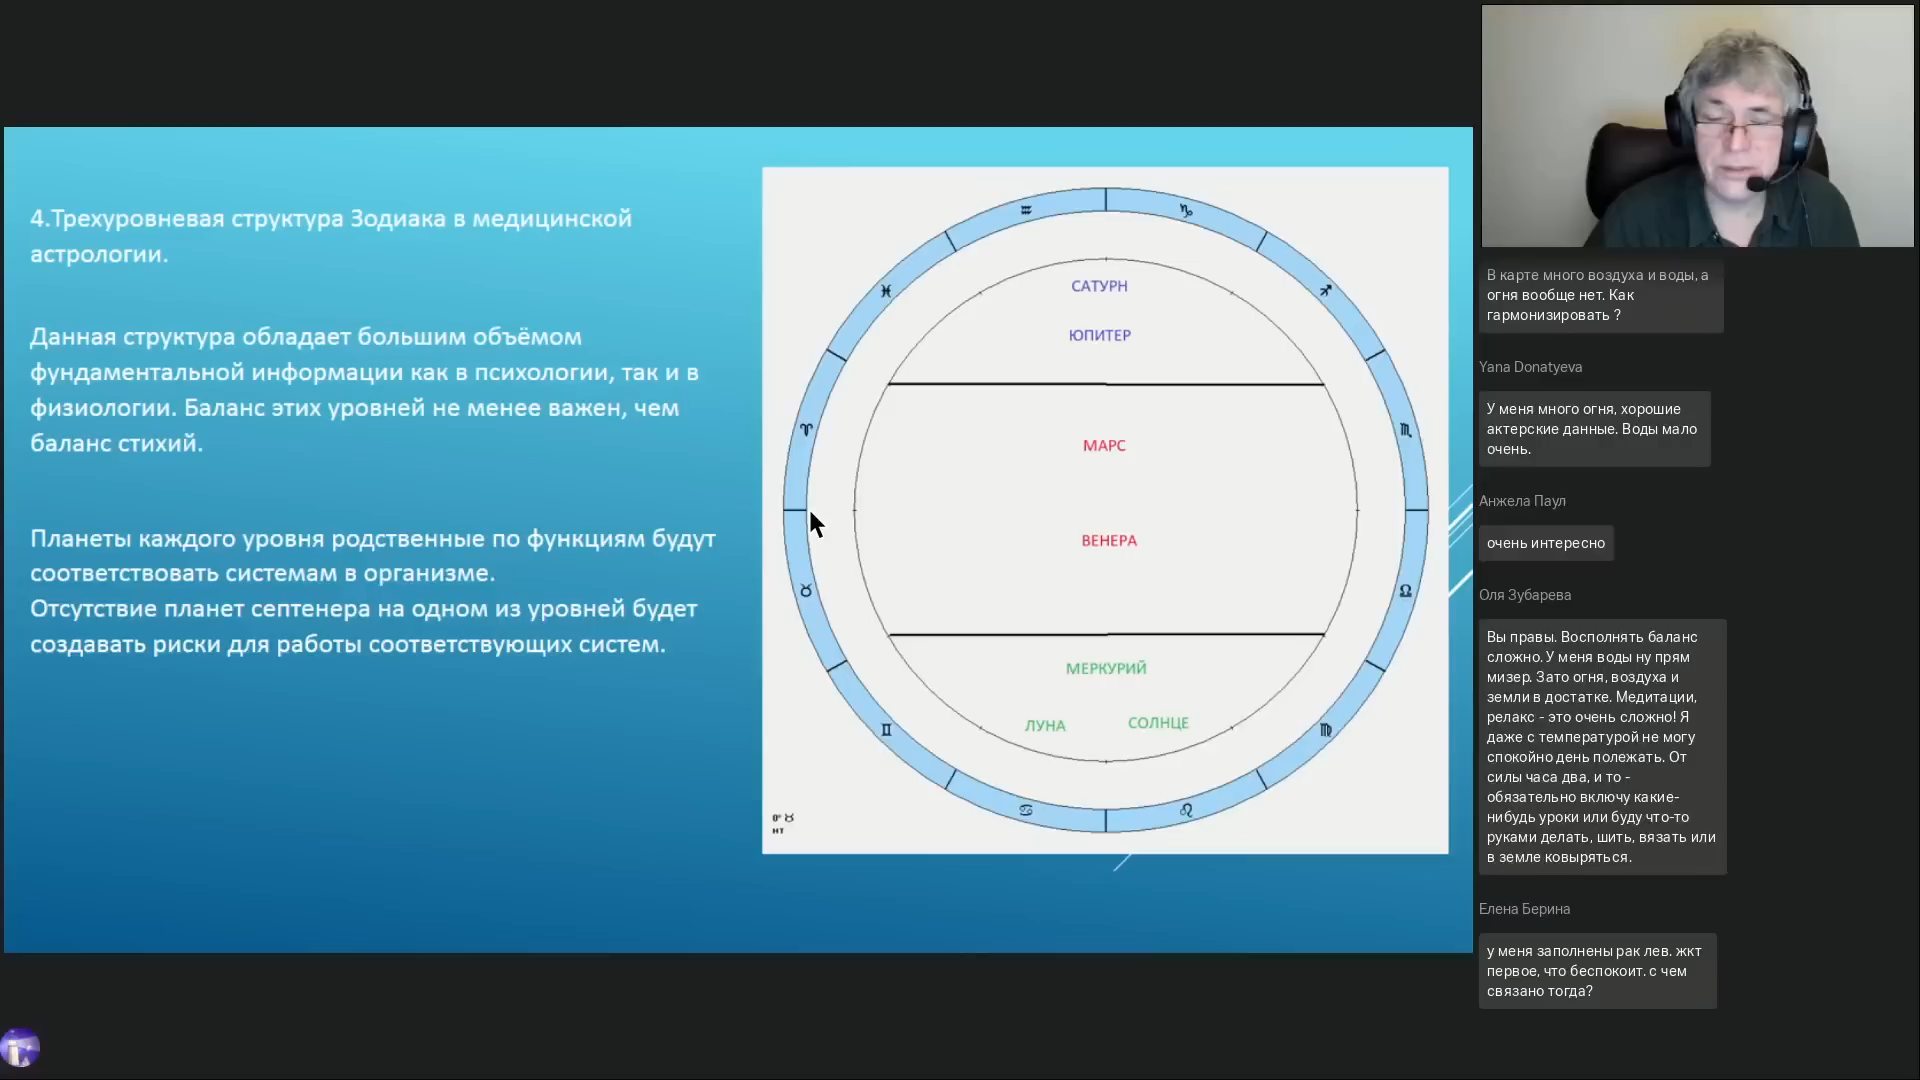 4.Трехуровневая структура Зодиака в медицинской
астрологии.
Данная структура обладает большим объёмом
фундаментальной информации как в психологии, так и в
физиологии. Баланс этих уровней не менее важен, чем
баланс стихий.
Планеты каждого уровня родственные по функциям будут
соответствовать системам в организме.
Отсутствие планет септенера на одном из уровней будет
создавать риски для работы соответствующих систем.
♒ ♑
♓ ♐
♈ ♏
♉ ♎
♊ ♍
♋ ♌
САТУРН
ЮПИТЕР
МАРС
ВЕНЕРА
МЕРКУРИЙ
ЛУНА СОЛНЦЕ
0° ♉
НТ
В карте много воздуха и воды, а
огня вообще нет. Как
гармонизировать ?
Yana Donatyeva
У меня много огня, хорошие
актерские данные. Воды мало
очень.
Анжела Паул
очень интересно
Оля Зубарева
Вы правы. Восполнять баланс
сложно. У меня воды ну прям
мизер. Зато огня, воздуха и
земли в достатке. Медитации,
релакс - это очень сложно! Я
даже с температурой не могу
спокойно день полежать. От
силы часа два, и то -
обязательно включу какие-
нибудь уроки или буду что-то
руками делать, шить, вязать или
в земле ковыряться.
Елена Берина
у меня заполнены рак лев. жкт
первое, что беспокоит. с чем
связано тогда?